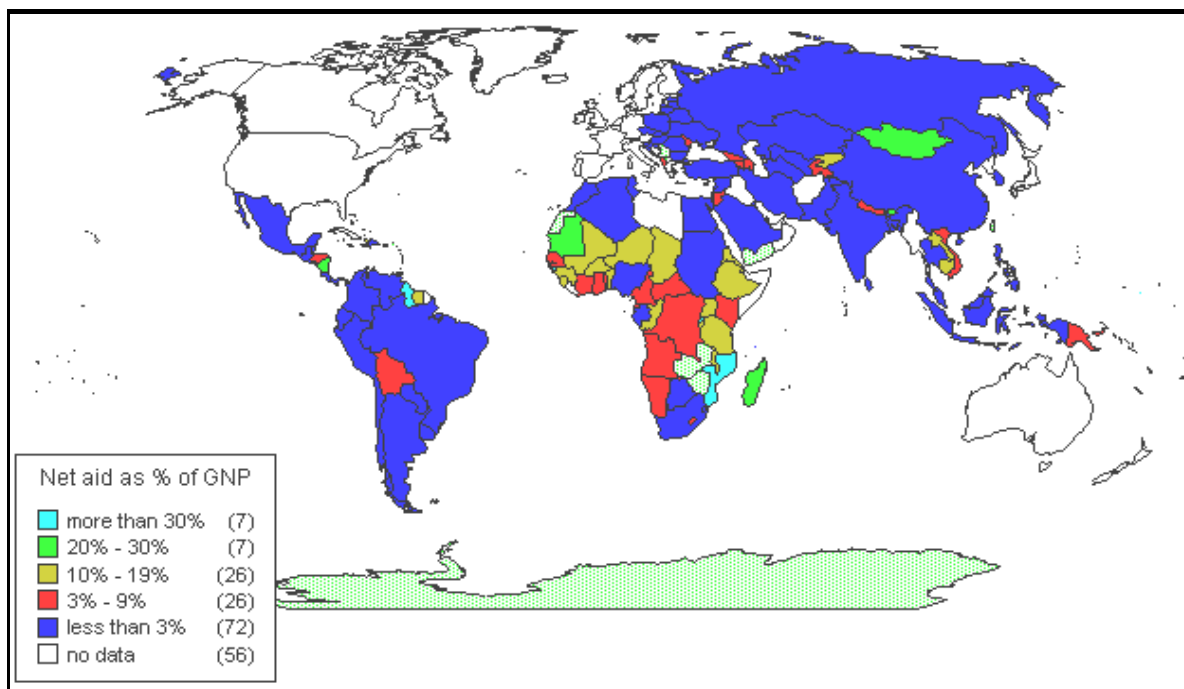 Net aid as % of GNP
more than 30% (7)
20% - 30% (7)
10% - 19% (26)
3% - 9% (26)
less than 3% (72)
no data (56)